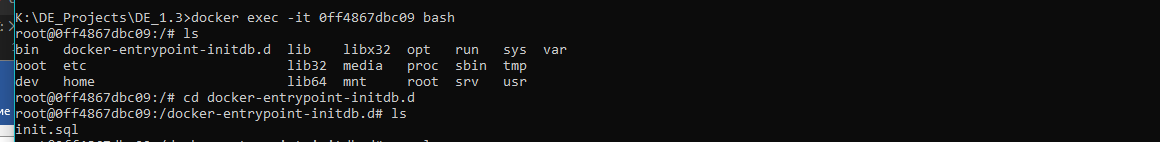 K:\DE_Projects\DE_1.3>docker exec -it 0ff4867dbc09 bash
root@0ff4867dbc09:/# ls
bin   docker-entrypoint-initdb.d  lib    libx32  opt   run   sys  var
boot  etc                         lib32  media   proc  sbin  tmp
dev   home                        lib64  mnt     root  srv   usr
root@0ff4867dbc09:/# cd docker-entrypoint-initdb.d
root@0ff4867dbc09:/docker-entrypoint-initdb.d# ls
ие
init.sql